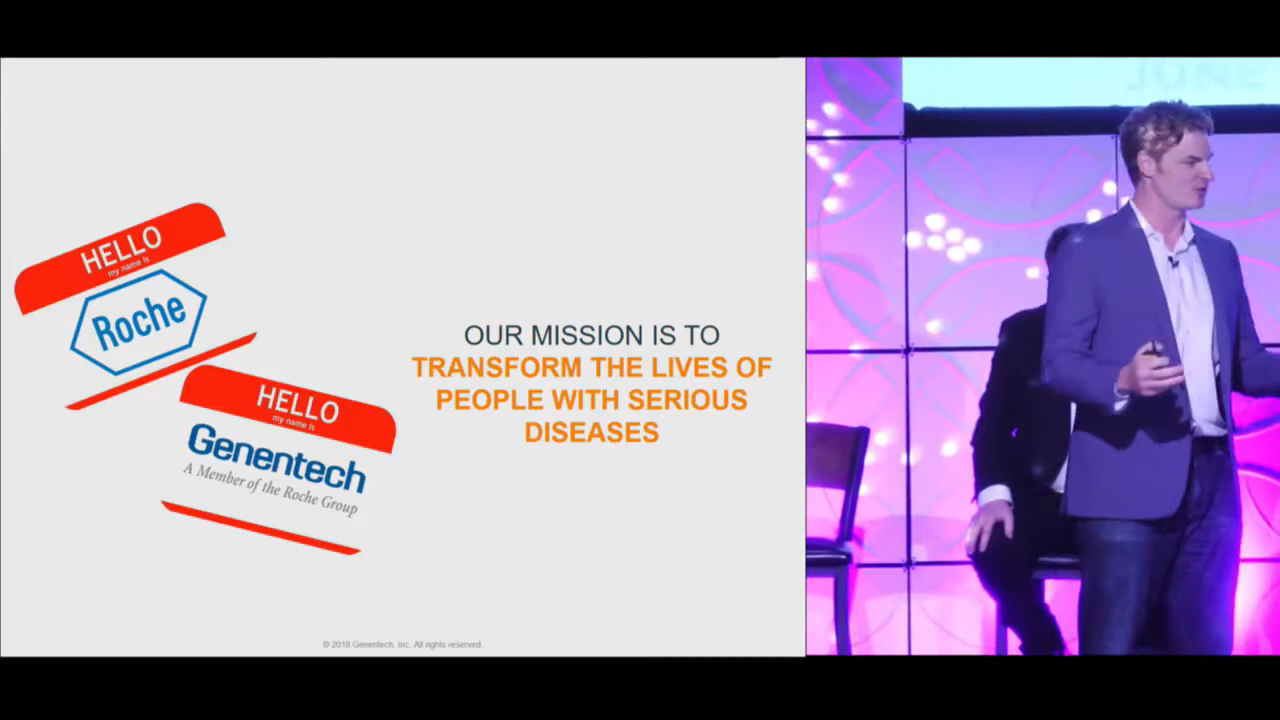 HELLO
my name is
Roche
HELLO
my name is
Genentech
A Member of the Roche Group
OUR MISSION IS TO
TRANSFORM THE LIVES OF
PEOPLE WITH SERIOUS
DISEASES
© 2018 Genentech, Inc. All rights reserved.
JUNE